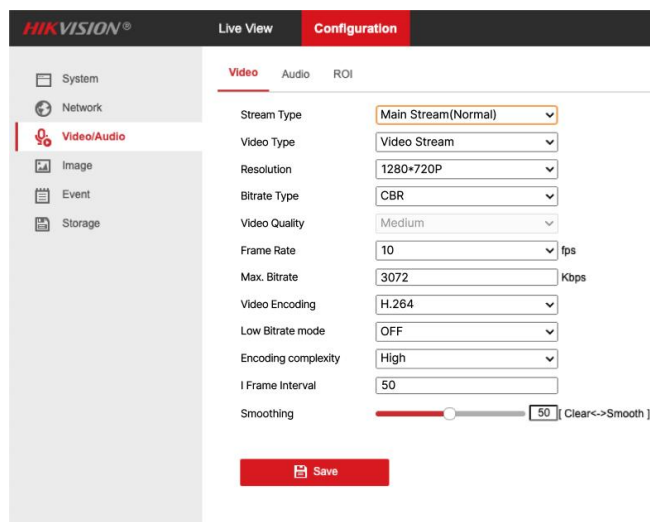 HIKVISION® Live View Configuration
System
Network
Video/Audio
Image
Event
Storage
Video Audio ROI
Stream Type Main Stream(Normal)
Video Type Video Stream
Resolution 1280*720P
Bitrate Type CBR
Video Quality Medium
Frame Rate 10 fps
Max. Bitrate 3072 Kbps
Video Encoding H.264
Low Bitrate mode OFF
Encoding complexity High
I Frame Interval 50
Smoothing 50 [ Clear<->Smooth ]
Save